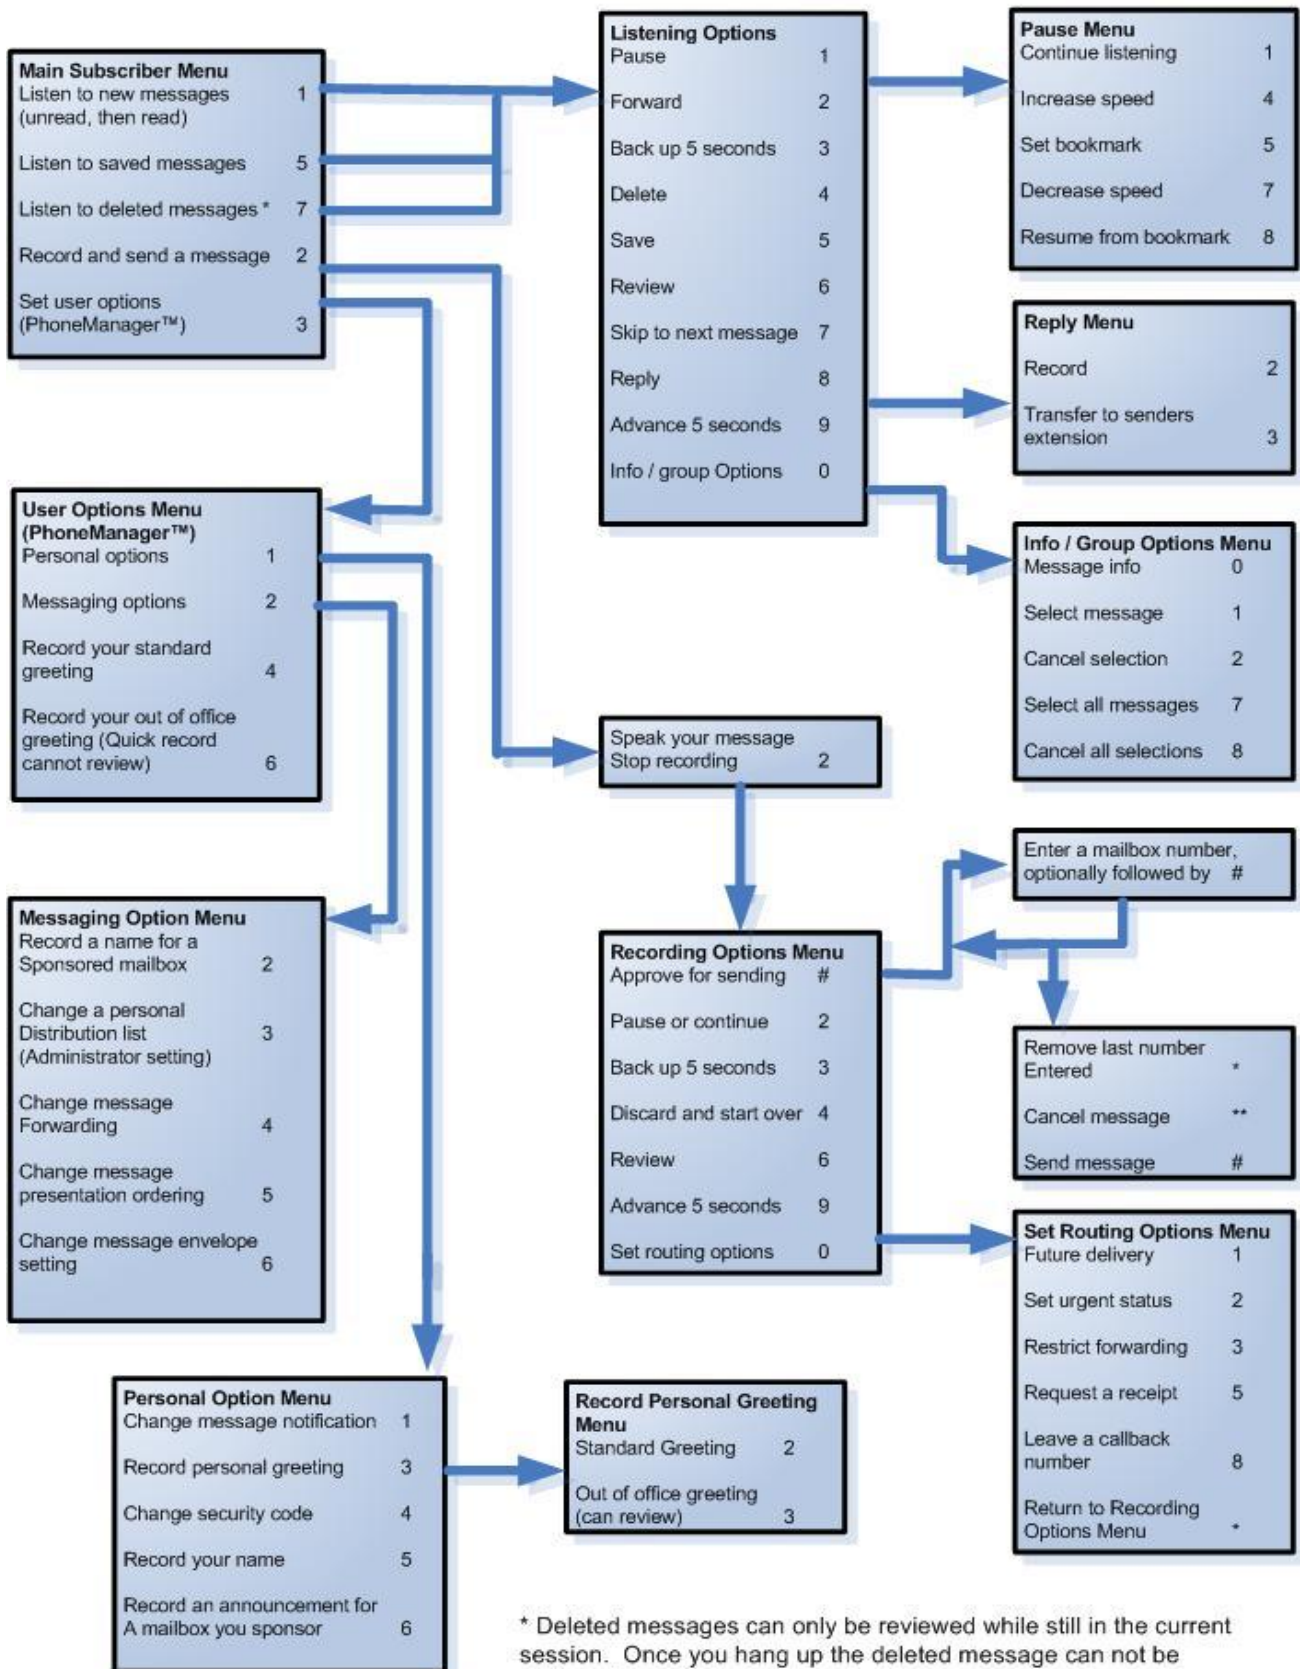 Main Subscriber Menu
Listen to new messages 1
(unread, then read)
Listen to saved messages 5
Listen to deleted messages * 7
Record and send a message 2
Set user options
(PhoneManager™) 3
Listening Options
Pause 1
Forward 2
Back up 5 seconds 3
Delete 4
Save 5
Review 6
Skip to next message 7
Reply 8
Advance 5 seconds 9
Info / group Options 0
Pause Menu
Continue listening 1
Increase speed 4
Set bookmark 5
Decrease speed 7
Resume from bookmark 8
Reply Menu
Record 2
Transfer to senders
extension 3
Info / Group Options Menu
Message info 0
Select message 1
Cancel selection 2
Select all messages 7
Cancel all selections 8
User Options Menu
(PhoneManager™)
Personal options 1
Messaging options 2
Record your standard
greeting 4
Record your out of office
greeting (Quick record
cannot review) 6
Speak your message
Stop recording 2
Enter a mailbox number,
optionally followed by #
Messaging Option Menu
Record a name for a
Sponsored mailbox 2
Change a personal
Distribution list 3
(Administrator setting)
Change message
Forwarding 4
Change message
presentation ordering 5
Change message envelope
setting 6
Recording Options Menu
Approve for sending #
Pause or continue 2
Back up 5 seconds 3
Discard and start over 4
Review 6
Advance 5 seconds 9
Set routing options 0
Remove last number
Entered *
Cancel message **
Send message #
Set Routing Options Menu
Future delivery 1
Set urgent status 2
Restrict forwarding 3
Request a receipt 5
Leave a callback
number 8
Return to Recording
Options Menu *
Personal Option Menu
Change message notification 1
Record personal greeting 3
Change security code 4
Record your name 5
Record an announcement for
A mailbox you sponsor 6
Record Personal Greeting
Menu
Standard Greeting 2
Out of office greeting
(can review) 3
* Deleted messages can only be reviewed while still in the current
session. Once you hang up the deleted message can not be